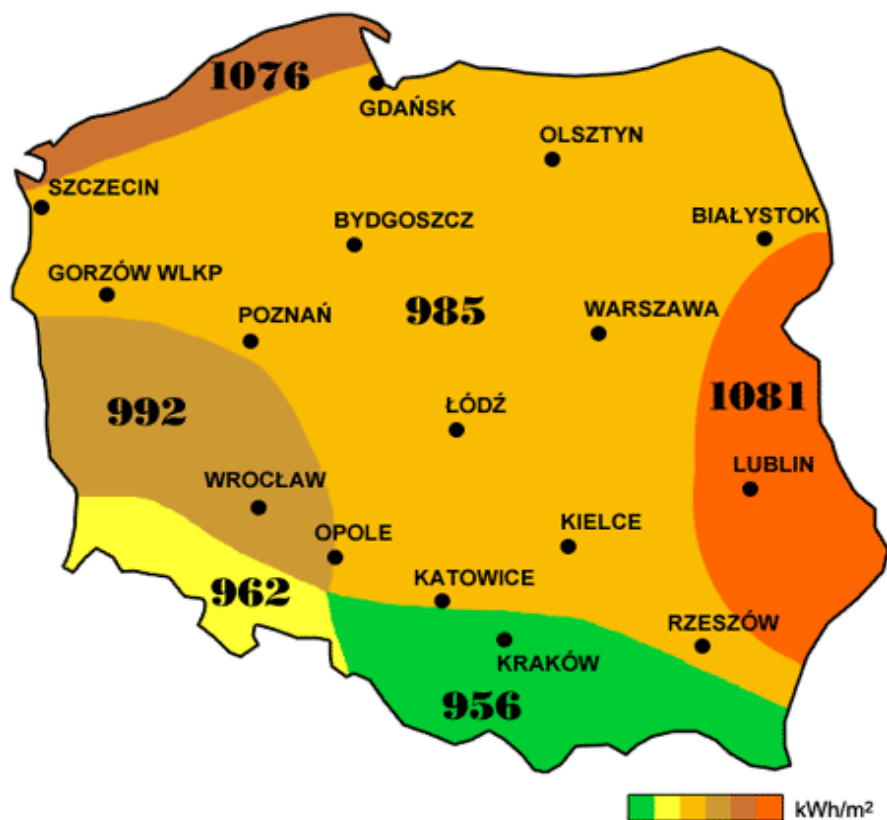 1076
GDAŃSK
OLSZTYN
SZCZECIN
BYDGOSZCZ
BIAŁYSTOK
GORZÓW WLKP
POZNAŃ
985
WARSZAWA
992
ŁÓDŹ
1081
WROCŁAW
LUBLIN
OPOLE
KIELCE
962
KATOWICE
RZESZÓW
KRAKÓW
956
kWh/m²